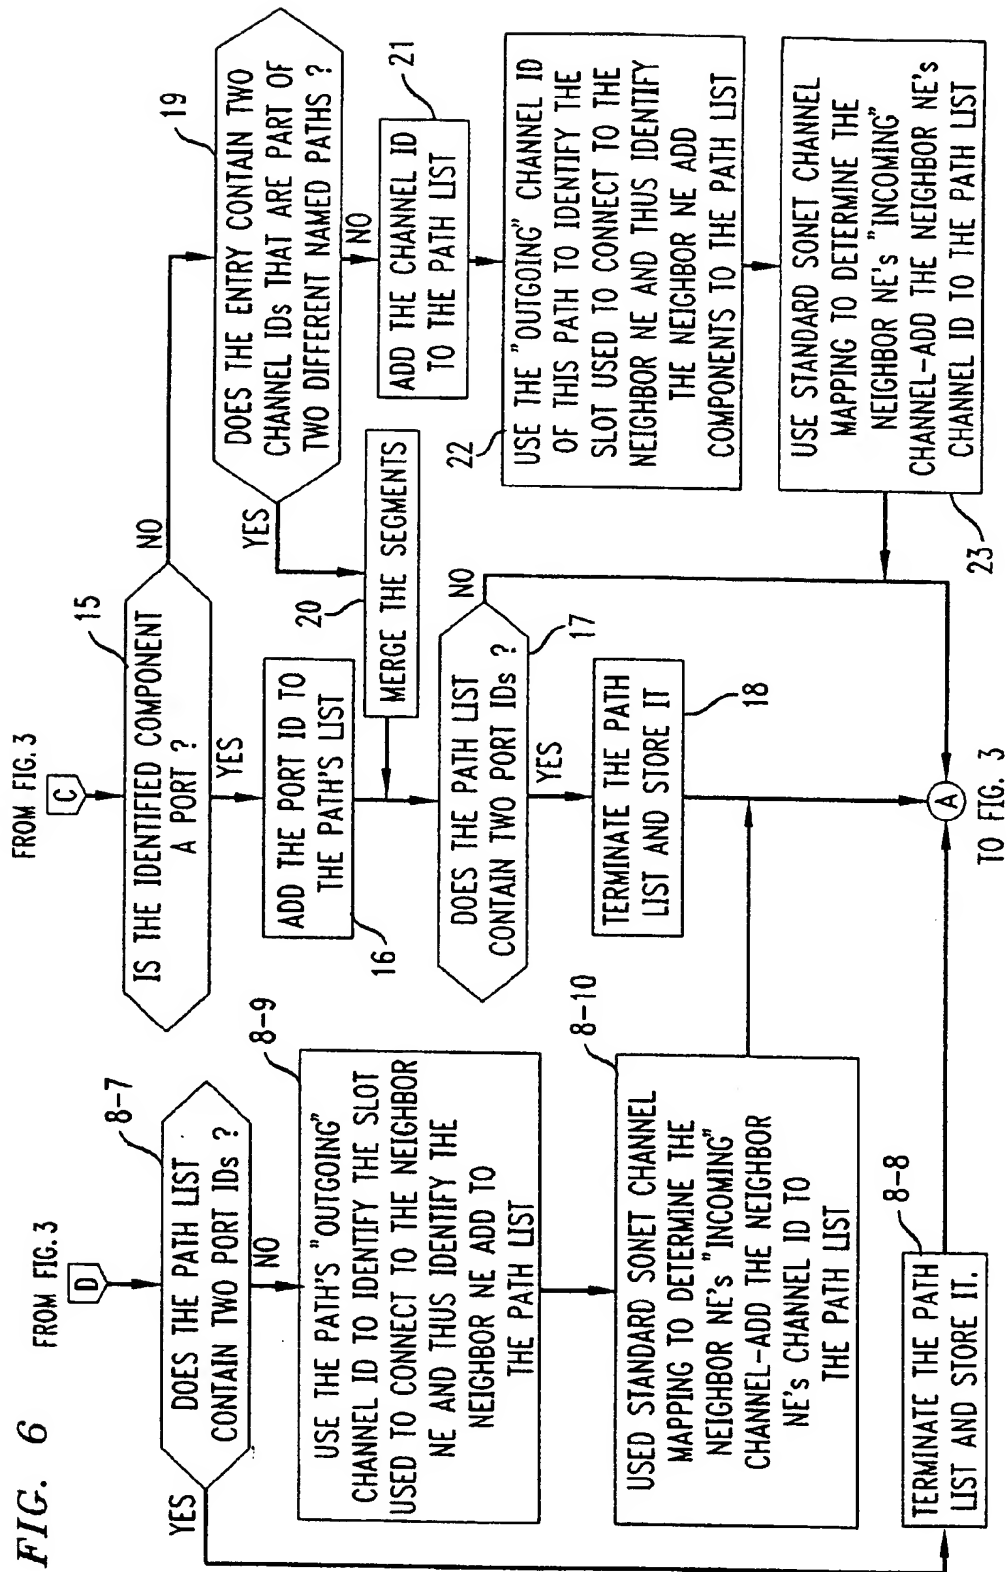 FIG. 6
FROM FIG.3
D
8-7
DOES THE PATH LIST
CONTAIN TWO PORT IDs ?
YES
NO
8-9
USE THE PATH'S "OUTGOING"
CHANNEL ID TO IDENTIFY THE SLOT
USED TO CONNECT TO THE NEIGHBOR
NE AND THUS IDENTIFY THE
NEIGHBOR NE ADD TO
THE PATH LIST
8-10
USED STANDARD SONET CHANNEL
MAPPING TO DETERMINE THE
NEIGHBOR NE's "INCOMING"
CHANNEL-ADD THE NEIGHBOR
NE's CHANNEL ID TO
THE PATH LIST
8-8
TERMINATE THE PATH
LIST AND STORE IT.
FROM FIG. 3
C
15
IS THE IDENTIFIED COMPONENT
A PORT ?
NO
YES
ADD THE PORT ID TO
THE PATH'S LIST
16
20
MERGE THE SEGMENTS
DOES THE PATH LIST
CONTAIN TWO PORT IDs ?
17
NO
YES
TERMINATE THE PATH
LIST AND STORE IT
18
A
TO FIG. 3
19
DOES THE ENTRY CONTAIN TWO
CHANNEL IDs THAT ARE PART OF
TWO DIFFERENT NAMED PATHS ?
YES
NO
21
ADD THE CHANNEL ID
TO THE PATH LIST
22
USE THE "OUTGOING" CHANNEL ID
OF THIS PATH TO IDENTIFY THE
SLOT USED TO CONNECT TO THE
NEIGHBOR NE AND THUS IDENTIFY
THE NEIGHBOR NE ADD
COMPONENTS TO THE PATH LIST
USE STANDARD SONET CHANNEL
MAPPING TO DETERMINE THE
NEIGHBOR NE's "INCOMING"
CHANNEL-ADD THE NEIGHBOR NE's
CHANNEL ID TO THE PATH LIST
23